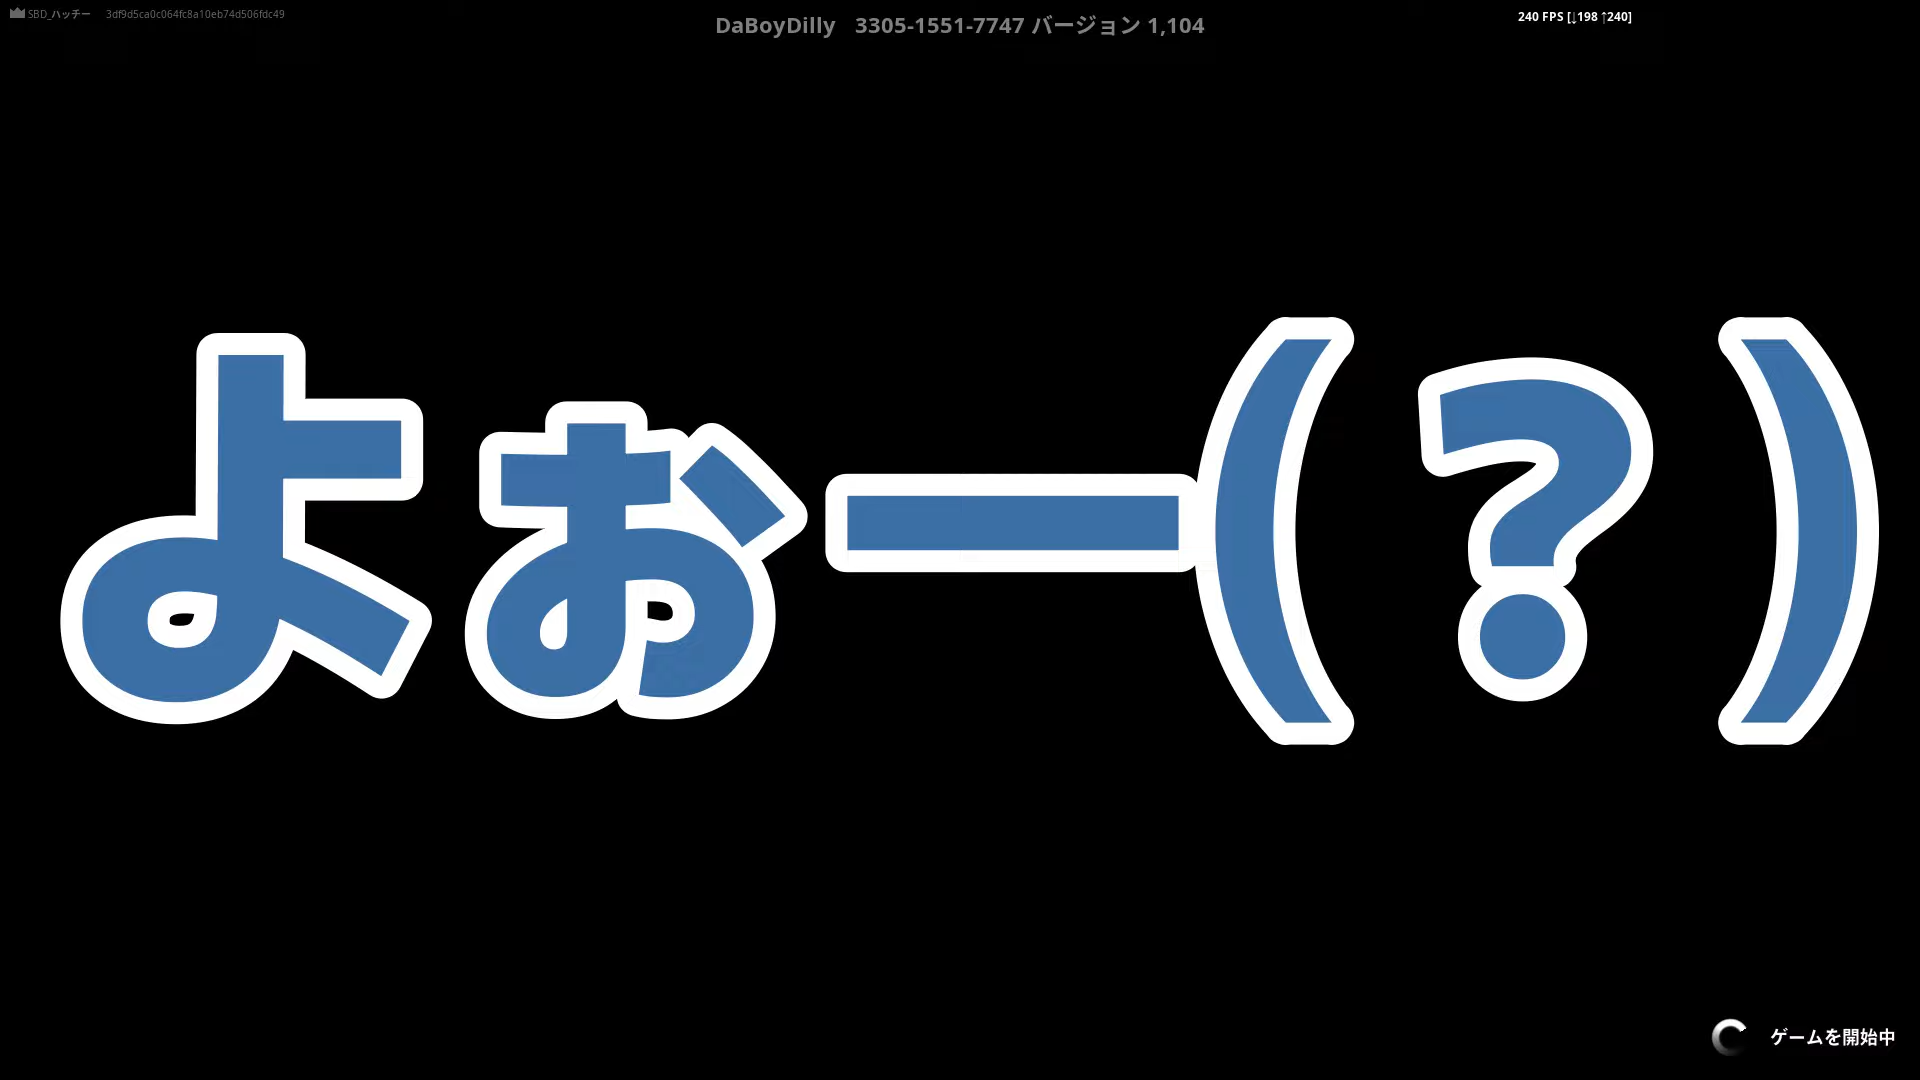 SBD_ハッチー 3df9d5ca0c064fc8a10eb74d506fdc49
DaBoyDilly 3305-1551-7747 バージョン 1,104
240 FPS [↓198 ↑240]
よぉー(?)
ゲームを開始中